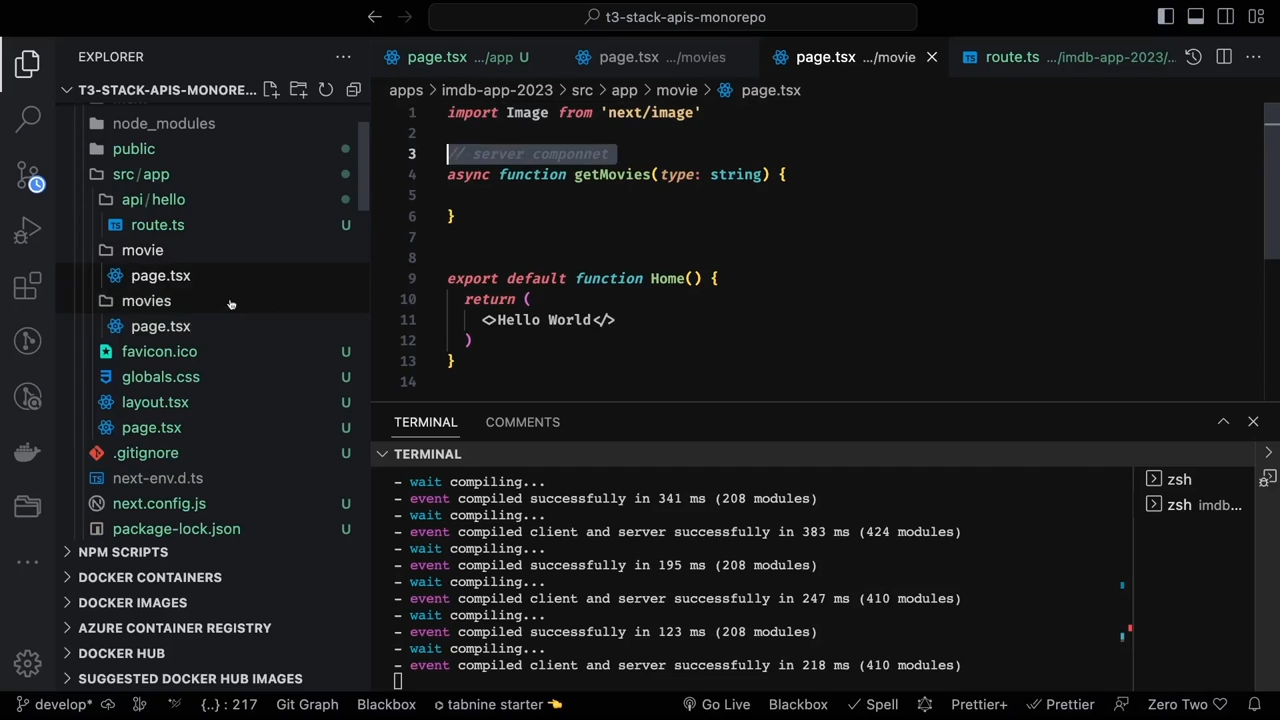 t3-stack-apis-monorepo
EXPLORER
T3-STACK-APIS-MONORE...
node_modules
public
src/app
api/hello
route.ts U
movie
page.tsx
movies
page.tsx
favicon.ico U
globals.css U
layout.tsx U
page.tsx U
.gitignore U
next-env.d.ts
next.config.js U
package-lock.json U
NPM SCRIPTS
DOCKER CONTAINERS
DOCKER IMAGES
AZURE CONTAINER REGISTRY
DOCKER HUB
SUGGESTED DOCKER HUB IMAGES
page.tsx .../app U page.tsx .../movies page.tsx .../movie route.ts .../imdb-app-2023/...
apps > imdb-app-2023 > src > app > movie > page.tsx
1 import Image from 'next/image'
2
3 // server componnet
4 async function getMovies(type: string) {
5
6 }
7
8
9 export default function Home() {
10 return (
11 <>Hello World</>
12 )
13 }
14
TERMINAL COMMENTS
TERMINAL
- wait compiling...
- event compiled successfully in 341 ms (208 modules)
- wait compiling...
- event compiled client and server successfully in 383 ms (424 modules)
- wait compiling...
- event compiled successfully in 195 ms (208 modules)
- wait compiling...
- event compiled client and server successfully in 247 ms (410 modules)
- wait compiling...
- event compiled successfully in 123 ms (208 modules)
- wait compiling...
- event compiled client and server successfully in 218 ms (410 modules)
zsh
zsh imdb...
develop* {..} : 217 Git Graph Blackbox tabnine starter Go Live Blackbox Spell Prettier+ Prettier Zero Two